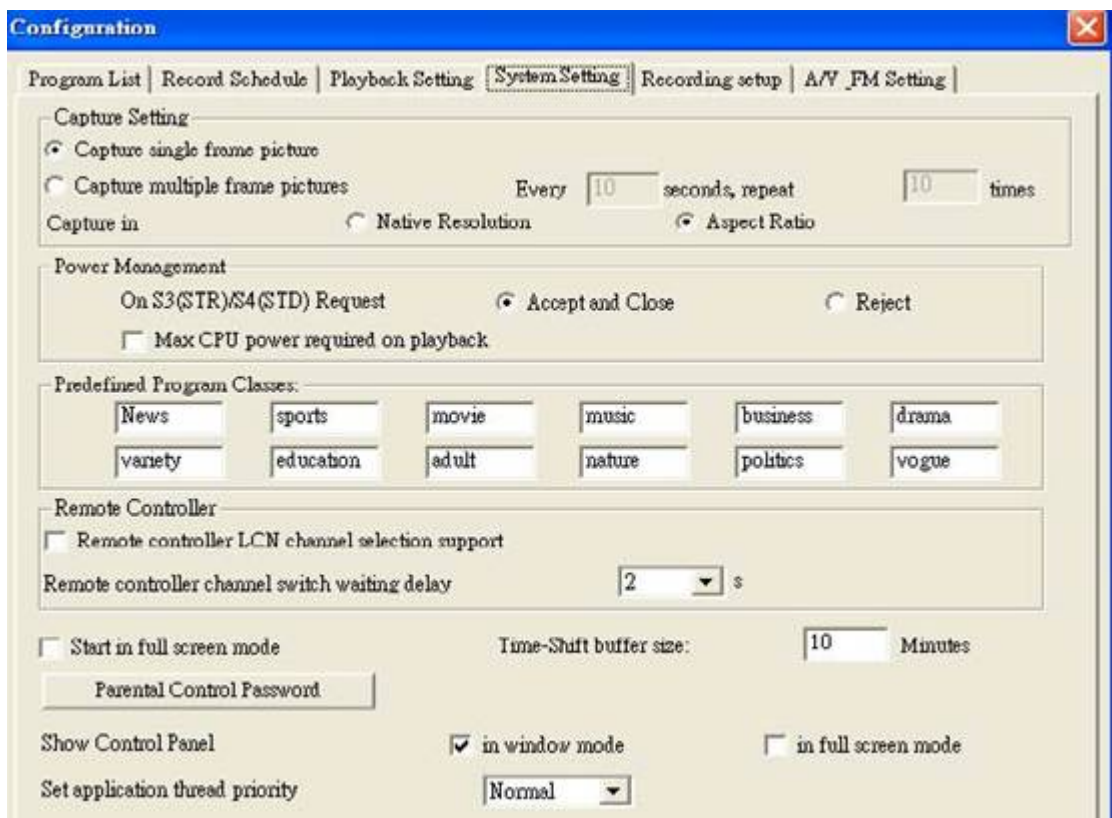 Configuration
Program List Record Schedule Playback Setting System Setting Recording setup A/V_FM Setting
Capture Setting
Capture single frame picture
Capture multiple frame pictures Every 10 seconds, repeat 10 times
Capture in Native Resolution Aspect Ratio
Power Management
On S3(STR)/S4(STD) Request Accept and Close Reject
Max CPU power required on playback
Predefined Program Classes:
News sports movie music business drama
variety education adult nature politics vogue
Remote Controller
Remote controller LCN channel selection support
Remote controller channel switch waiting delay 2 s
Start in full screen mode Time-Shift buffer size: 10 Minutes
Parental Control Password
Show Control Panel in window mode in full screen mode
Set application thread priority Normal